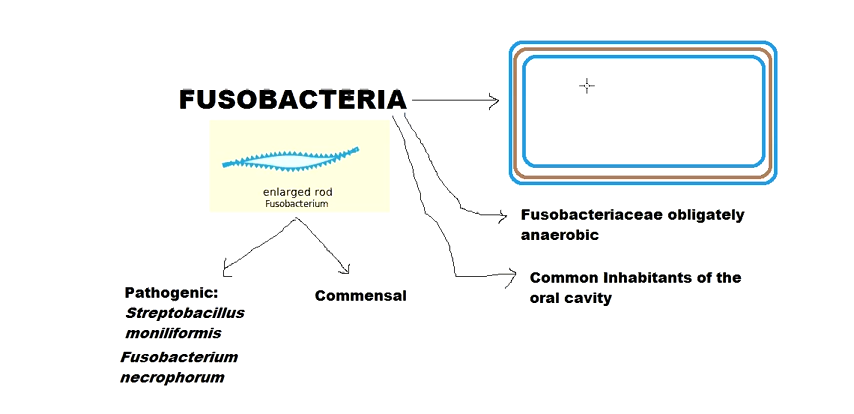 FUSOBACTERIA
enlarged rod
Fusobacterium
Fusobacteriaceae obligately
anaerobic
Common Inhabitants of the
oral cavity
Pathogenic:
Streptobacillus
moniliformis
Fusobacterium
necrophorum
Commensal